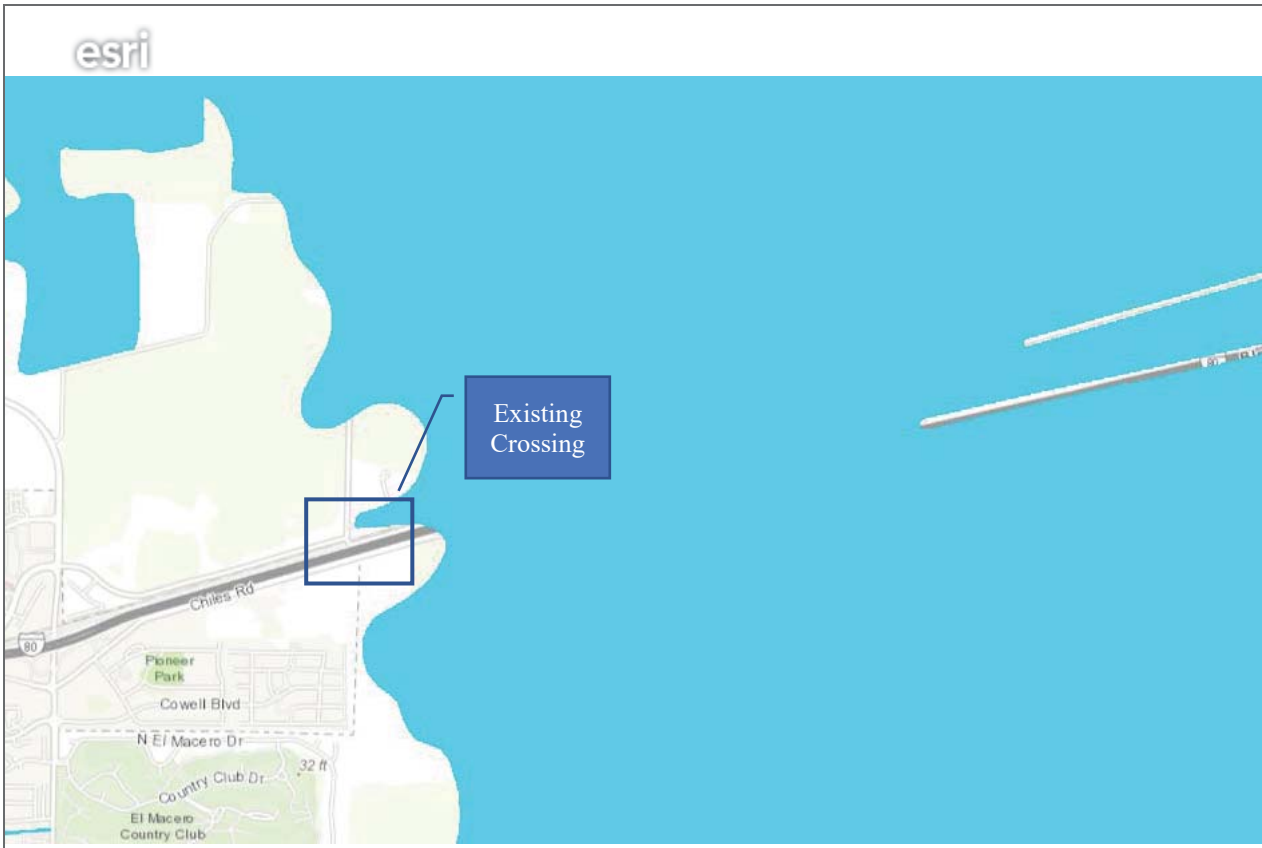 esri
80
Existing
Crossing
Chiles Rd
80
Pioneer
Park
Cowell Blvd
N El Macero Dr
32 ft
Country Club Dr
El Macero
Country Club